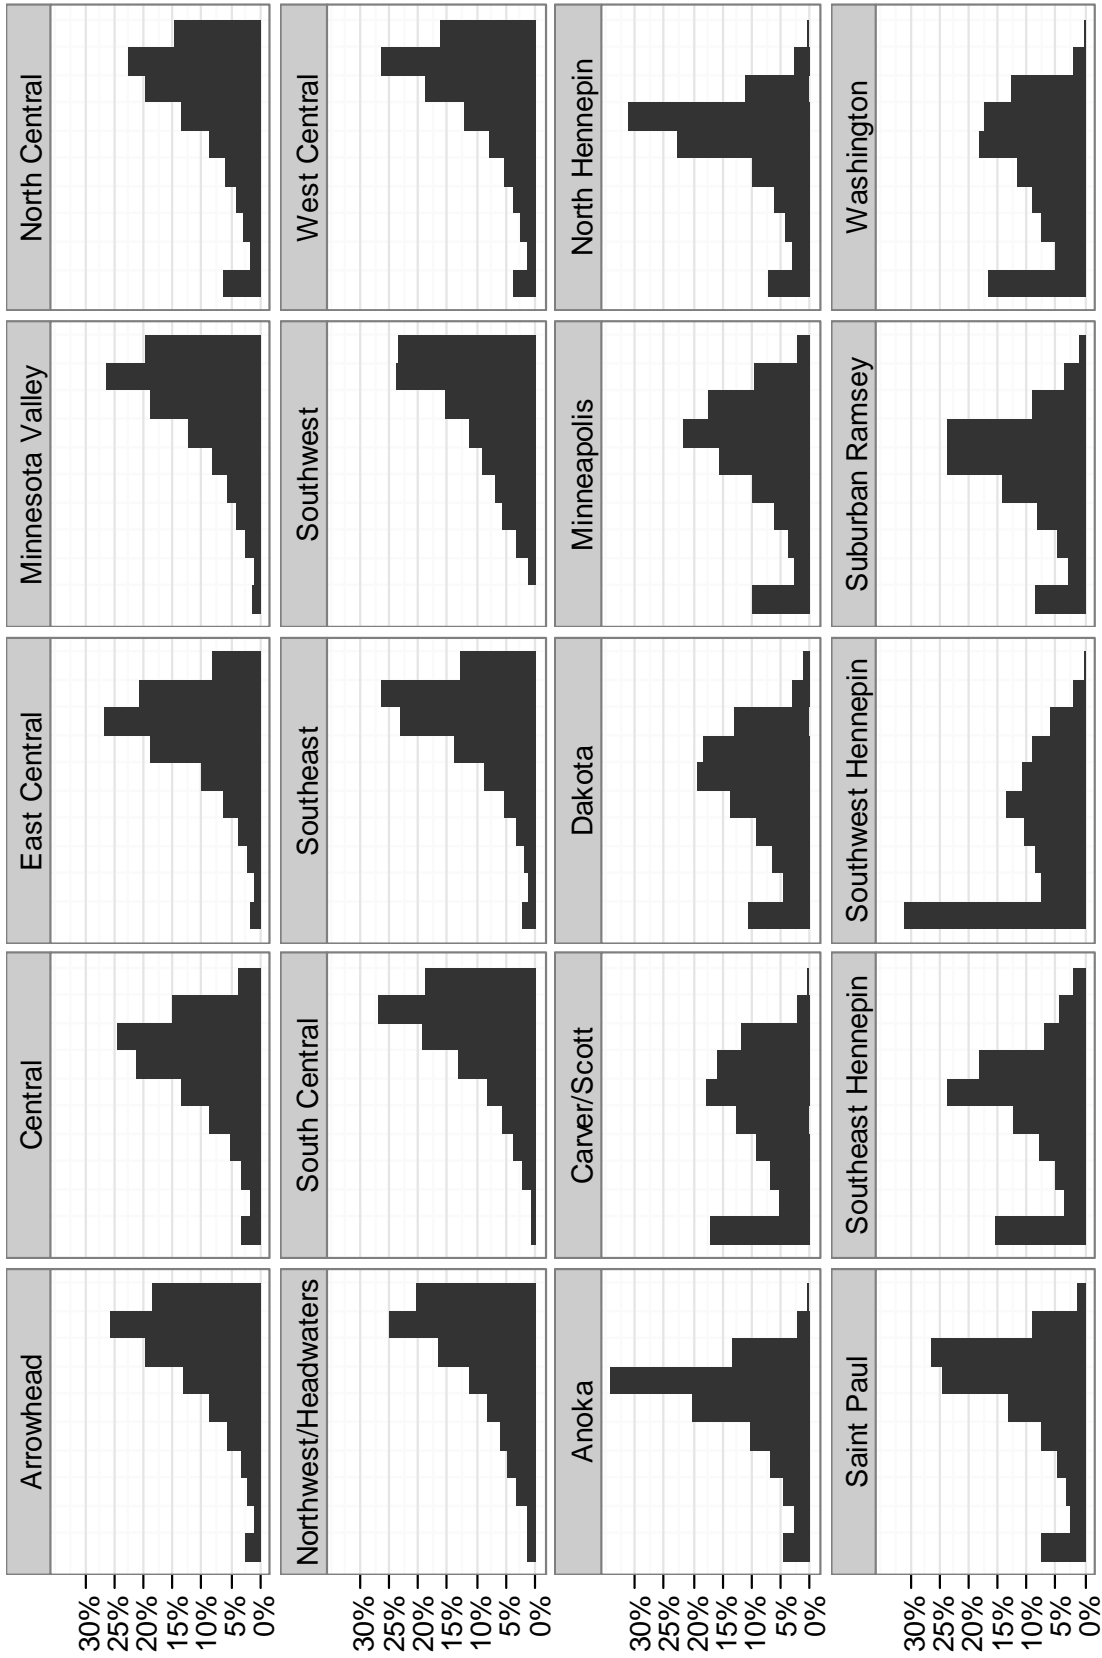 Arrowhead
Central
East Central
Minnesota Valley
North Central
30%
25%
20%
15%
10%
5%
0%
Northwest/Headwaters
South Central
Southeast
Southwest
West Central
30%
25%
20%
15%
10%
5%
0%
Anoka
Carver/Scott
Dakota
Minneapolis
North Hennepin
30%
25%
20%
15%
10%
5%
0%
Saint Paul
Southeast Hennepin
Southwest Hennepin
Suburban Ramsey
Washington
30%
25%
20%
15%
10%
5%
0%